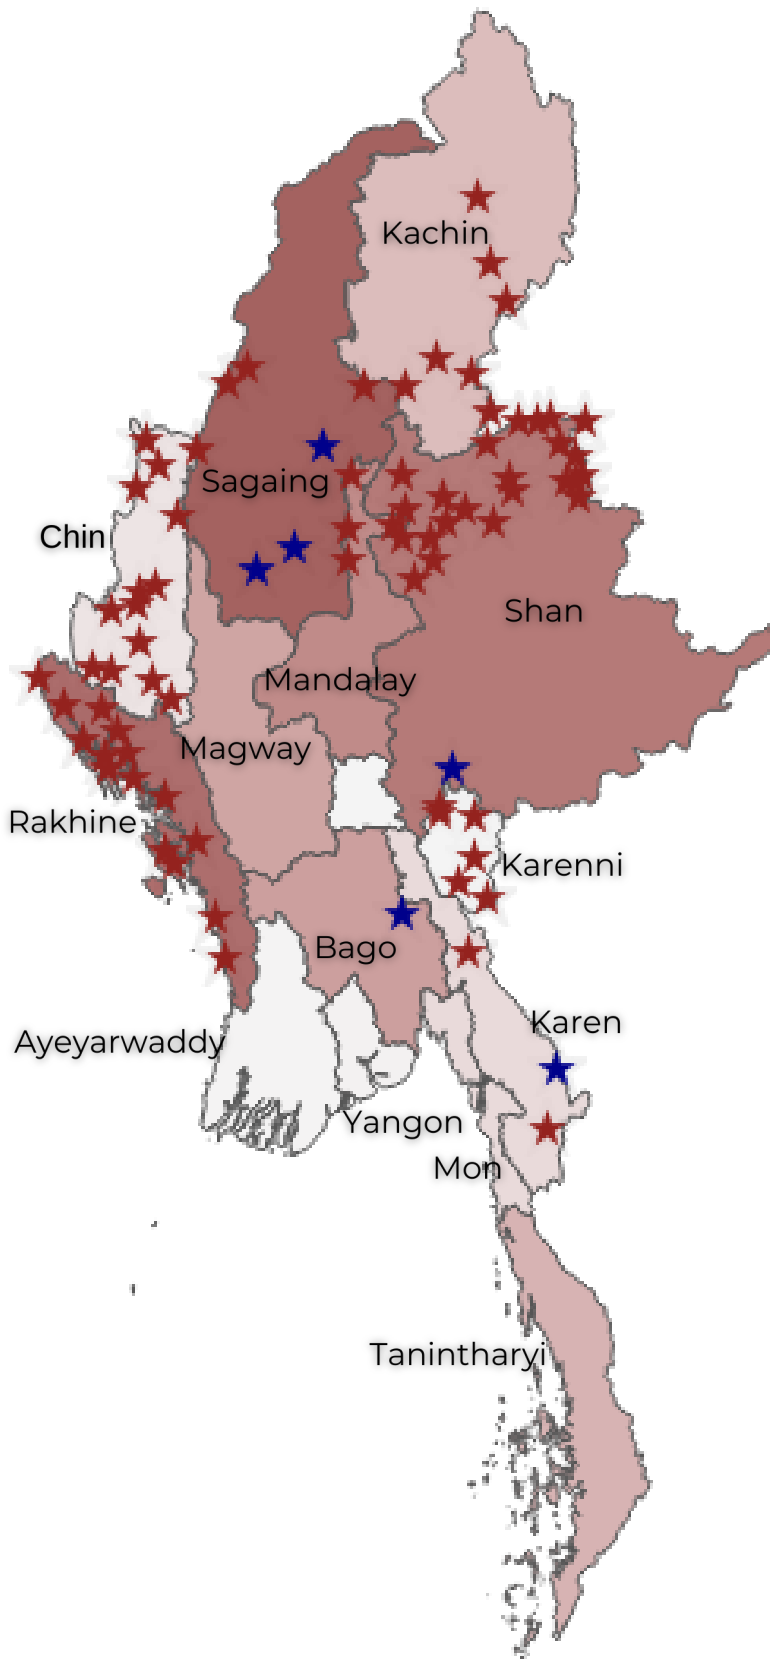 Kachin
Sagaing
Chin
Shan
Mandalay
Magway
Rakhine
Karenni
Bago
Karen
Ayeyarwaddy
Yangon
Mon
Tanintharyi